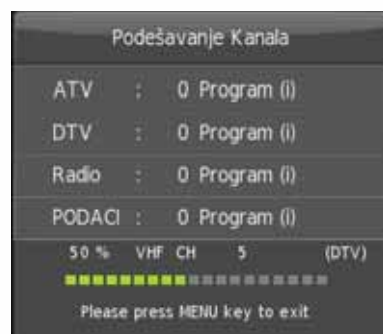 Podešavanje Kanala
ATV : 0 Program (i)
DTV : 0 Program (i)
Radio : 0 Program (i)
PODACI : 0 Program (i)
50 % VHF CH 5 (DTV)
Please press MENU key to exit